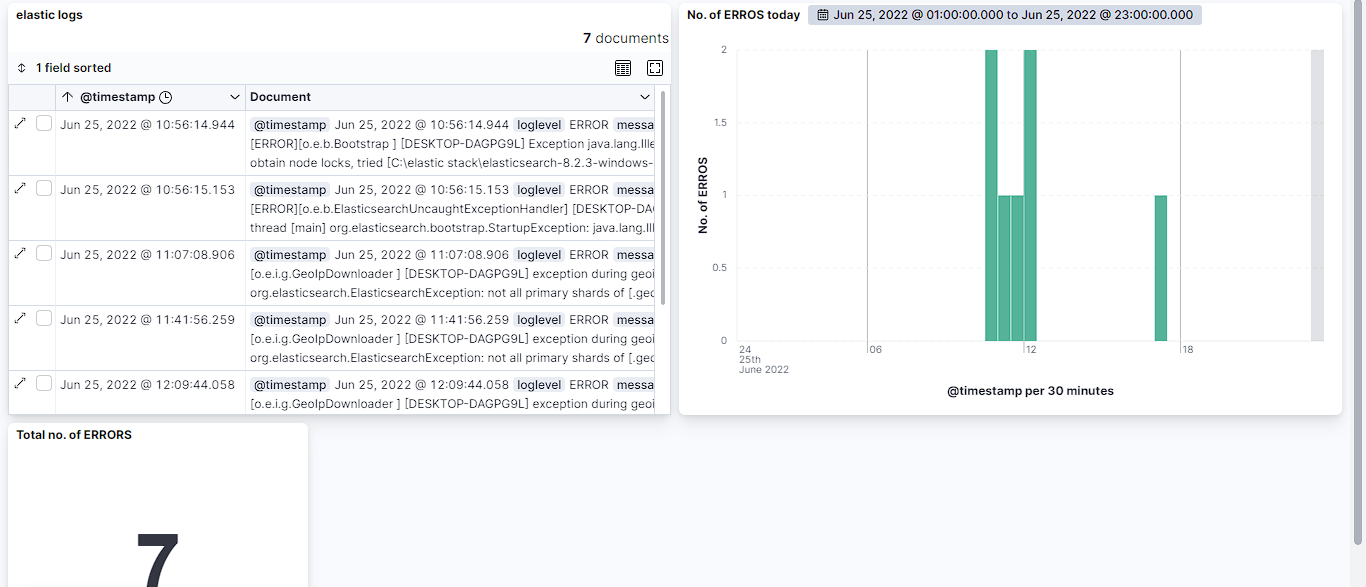 elastic logs
7 documents
1 field sorted
@timestamp Document
Jun 25, 2022 @ 10:56:14.944 @timestamp Jun 25, 2022 @ 10:56:14.944 loglevel ERROR messa
[ERROR][o.e.b.Bootstrap ] [DESKTOP-DAGPG9L] Exception java.lang.Ille
obtain node locks, tried [C:\elastic stack\elasticsearch-8.2.3-windows-
Jun 25, 2022 @ 10:56:15.153 @timestamp Jun 25, 2022 @ 10:56:15.153 loglevel ERROR messa
[ERROR][o.e.b.ElasticsearchUncaughtExceptionHandler] [DESKTOP-DA
thread [main] org.elasticsearch.bootstrap.StartupException: java.lang.Ill
Jun 25, 2022 @ 11:07:08.906 @timestamp Jun 25, 2022 @ 11:07:08.906 loglevel ERROR messa
[o.e.i.g.GeoIpDownloader ] [DESKTOP-DAGPG9L] exception during geoi
org.elasticsearch.ElasticsearchException: not all primary shards of [.gec
Jun 25, 2022 @ 11:41:56.259 @timestamp Jun 25, 2022 @ 11:41:56.259 loglevel ERROR messa
[o.e.i.g.GeoIpDownloader ] [DESKTOP-DAGPG9L] exception during geoi
org.elasticsearch.ElasticsearchException: not all primary shards of [.gec
Jun 25, 2022 @ 12:09:44.058 @timestamp Jun 25, 2022 @ 12:09:44.058 loglevel ERROR messa
[o.e.i.g.GeoIpDownloader ] [DESKTOP-DAGPG9L] exception during geoi
No. of ERROS today Jun 25, 2022 @ 01:00:00.000 to Jun 25, 2022 @ 23:00:00.000
No. of ERROS
2
1.5
1
0.5
0
24 06 12 18
25th
June 2022
@timestamp per 30 minutes
Total no. of ERRORS
7